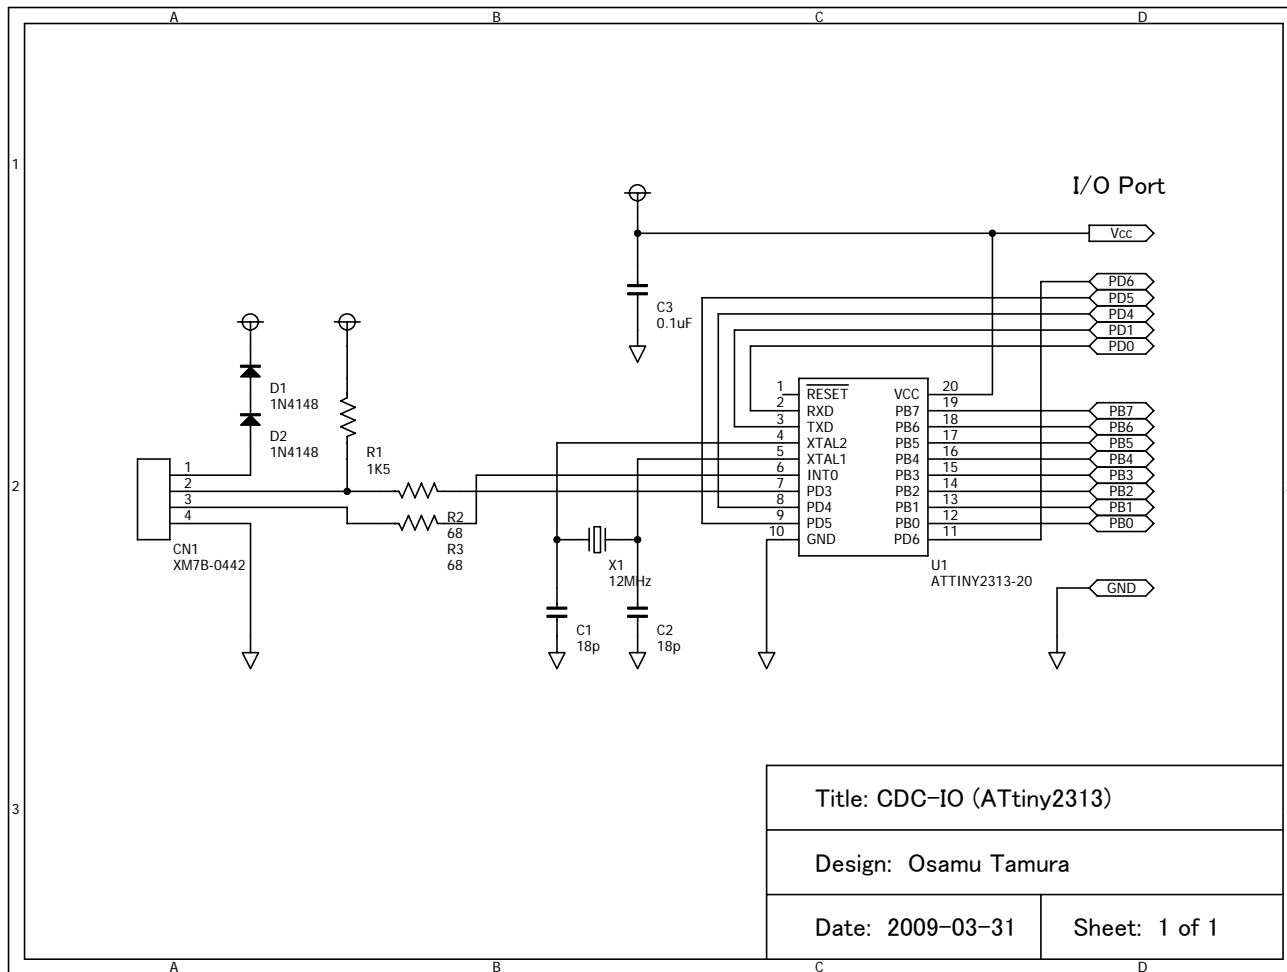 A B C D
1
I/O Port
Vcc
PD6
PD5
PD4
PD1
PD0
C3
0.1uF
D1
1N4148
D2
1N4148
R1
1K5
1
2
3
4
CN1
XM7B-0442
R2
68
R3
68
X1
12MHz
C1
18p
C2
18p
1 RESET VCC 20
2 RXD PB7 19
3 TXD PB6 18
4 XTAL2 PB5 17
5 XTAL1 PB4 16
6 INT0 PB3 15
7 PD3 PB2 14
8 PD4 PB1 13
9 PD5 PB0 12
10 GND PD6 11
U1
ATTINY2313-20
PB7
PB6
PB5
PB4
PB3
PB2
PB1
PB0
GND
2
3
Title: CDC-IO (ATtiny2313)
Design: Osamu Tamura
Date: 2009-03-31 Sheet: 1 of 1
A B C D